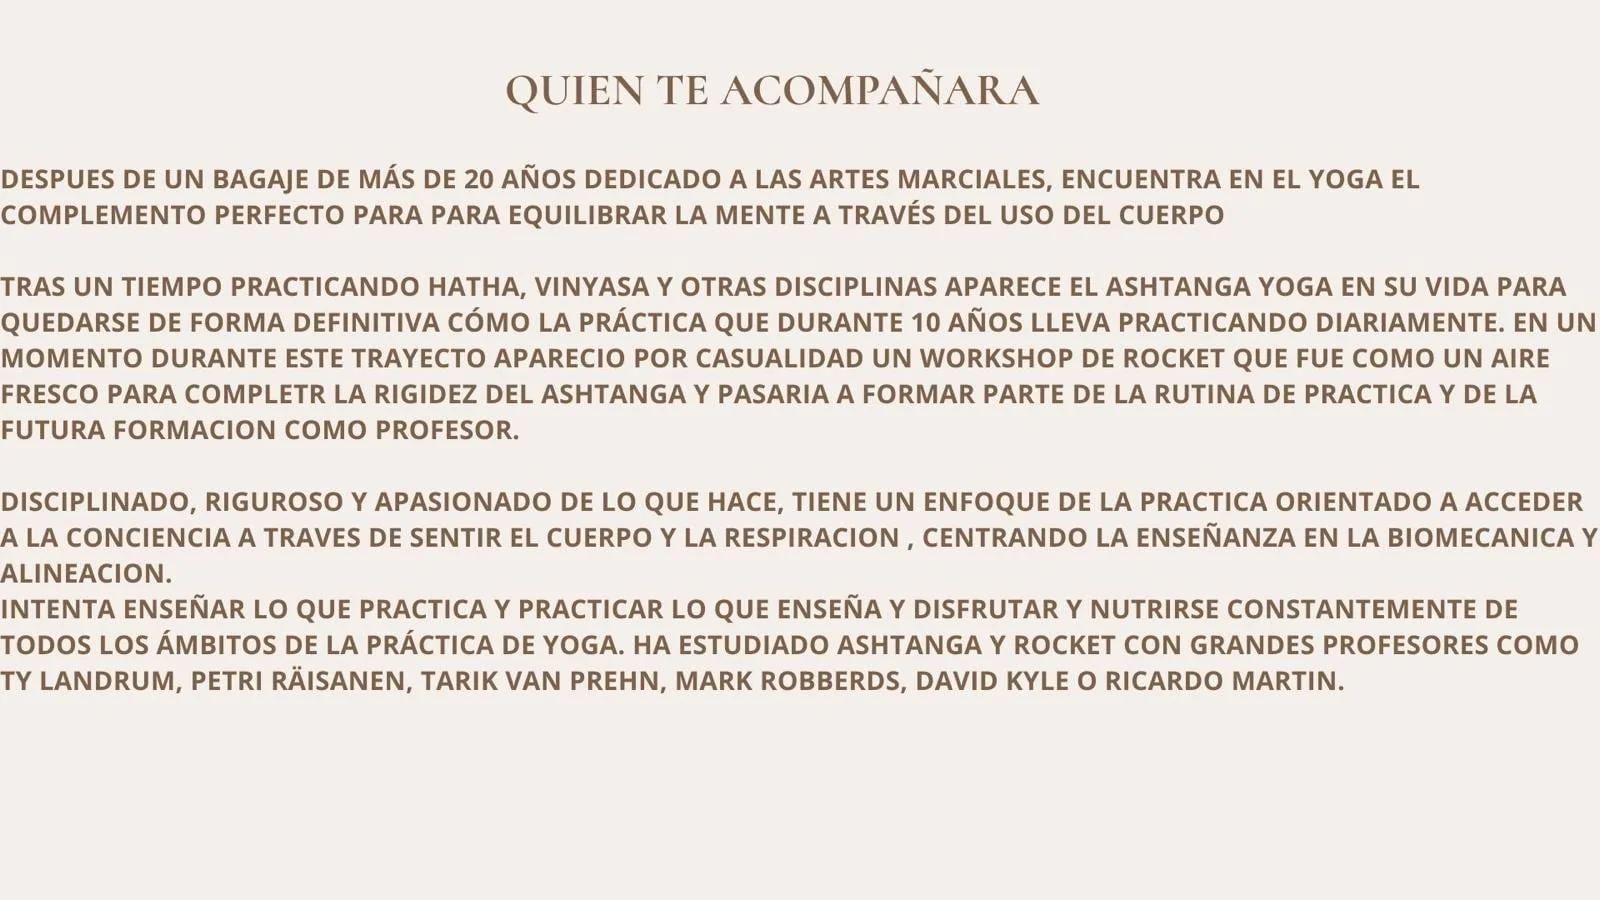 QUIEN TE ACOMPAÑARA
DESPUES DE UN BAGAJE DE MÁS DE 20 AÑOS DEDICADO A LAS ARTES MARCIALES, ENCUENTRA EN EL YOGA EL
COMPLEMENTO PERFECTO PARA PARA EQUILIBRAR LA MENTE A TRAVÉS DEL USO DEL CUERPO
TRAS UN TIEMPO PRACTICANDO HATHA, VINYASA Y OTRAS DISCIPLINAS APARECE EL ASHTANGA YOGA EN SU VIDA PARA
QUEDARSE DE FORMA DEFINITIVA CÓMO LA PRÁCTICA QUE DURANTE 10 AÑOS LLEVA PRACTICANDO DIARIAMENTE. EN UN
MOMENTO DURANTE ESTE TRAYECTO APARECIO POR CASUALIDAD UN WORKSHOP DE ROCKET QUE FUE COMO UN AIRE
FRESCO PARA COMPLETR LA RIGIDEZ DEL ASHTANGA Y PASARIA A FORMAR PARTE DE LA RUTINA DE PRACTICA Y DE LA
FUTURA FORMACION COMO PROFESOR.
DISCIPLINADO, RIGUROSO Y APASIONADO DE LO QUE HACE, TIENE UN ENFOQUE DE LA PRACTICA ORIENTADO A ACCEDER
A LA CONCIENCIA A TRAVES DE SENTIR EL CUERPO Y LA RESPIRACION , CENTRANDO LA ENSEÑANZA EN LA BIOMECANICA Y
ALINEACION.
INTENTA ENSEÑAR LO QUE PRACTICA Y PRACTICAR LO QUE ENSEÑA Y DISFRUTAR Y NUTRIRSE CONSTANTEMENTE DE
TODOS LOS ÁMBITOS DE LA PRÁCTICA DE YOGA. HA ESTUDIADO ASHTANGA Y ROCKET CON GRANDES PROFESORES COMO
TY LANDRUM, PETRI RÄISANEN, TARIK VAN PREHN, MARK ROBBERDS, DAVID KYLE O RICARDO MARTIN.